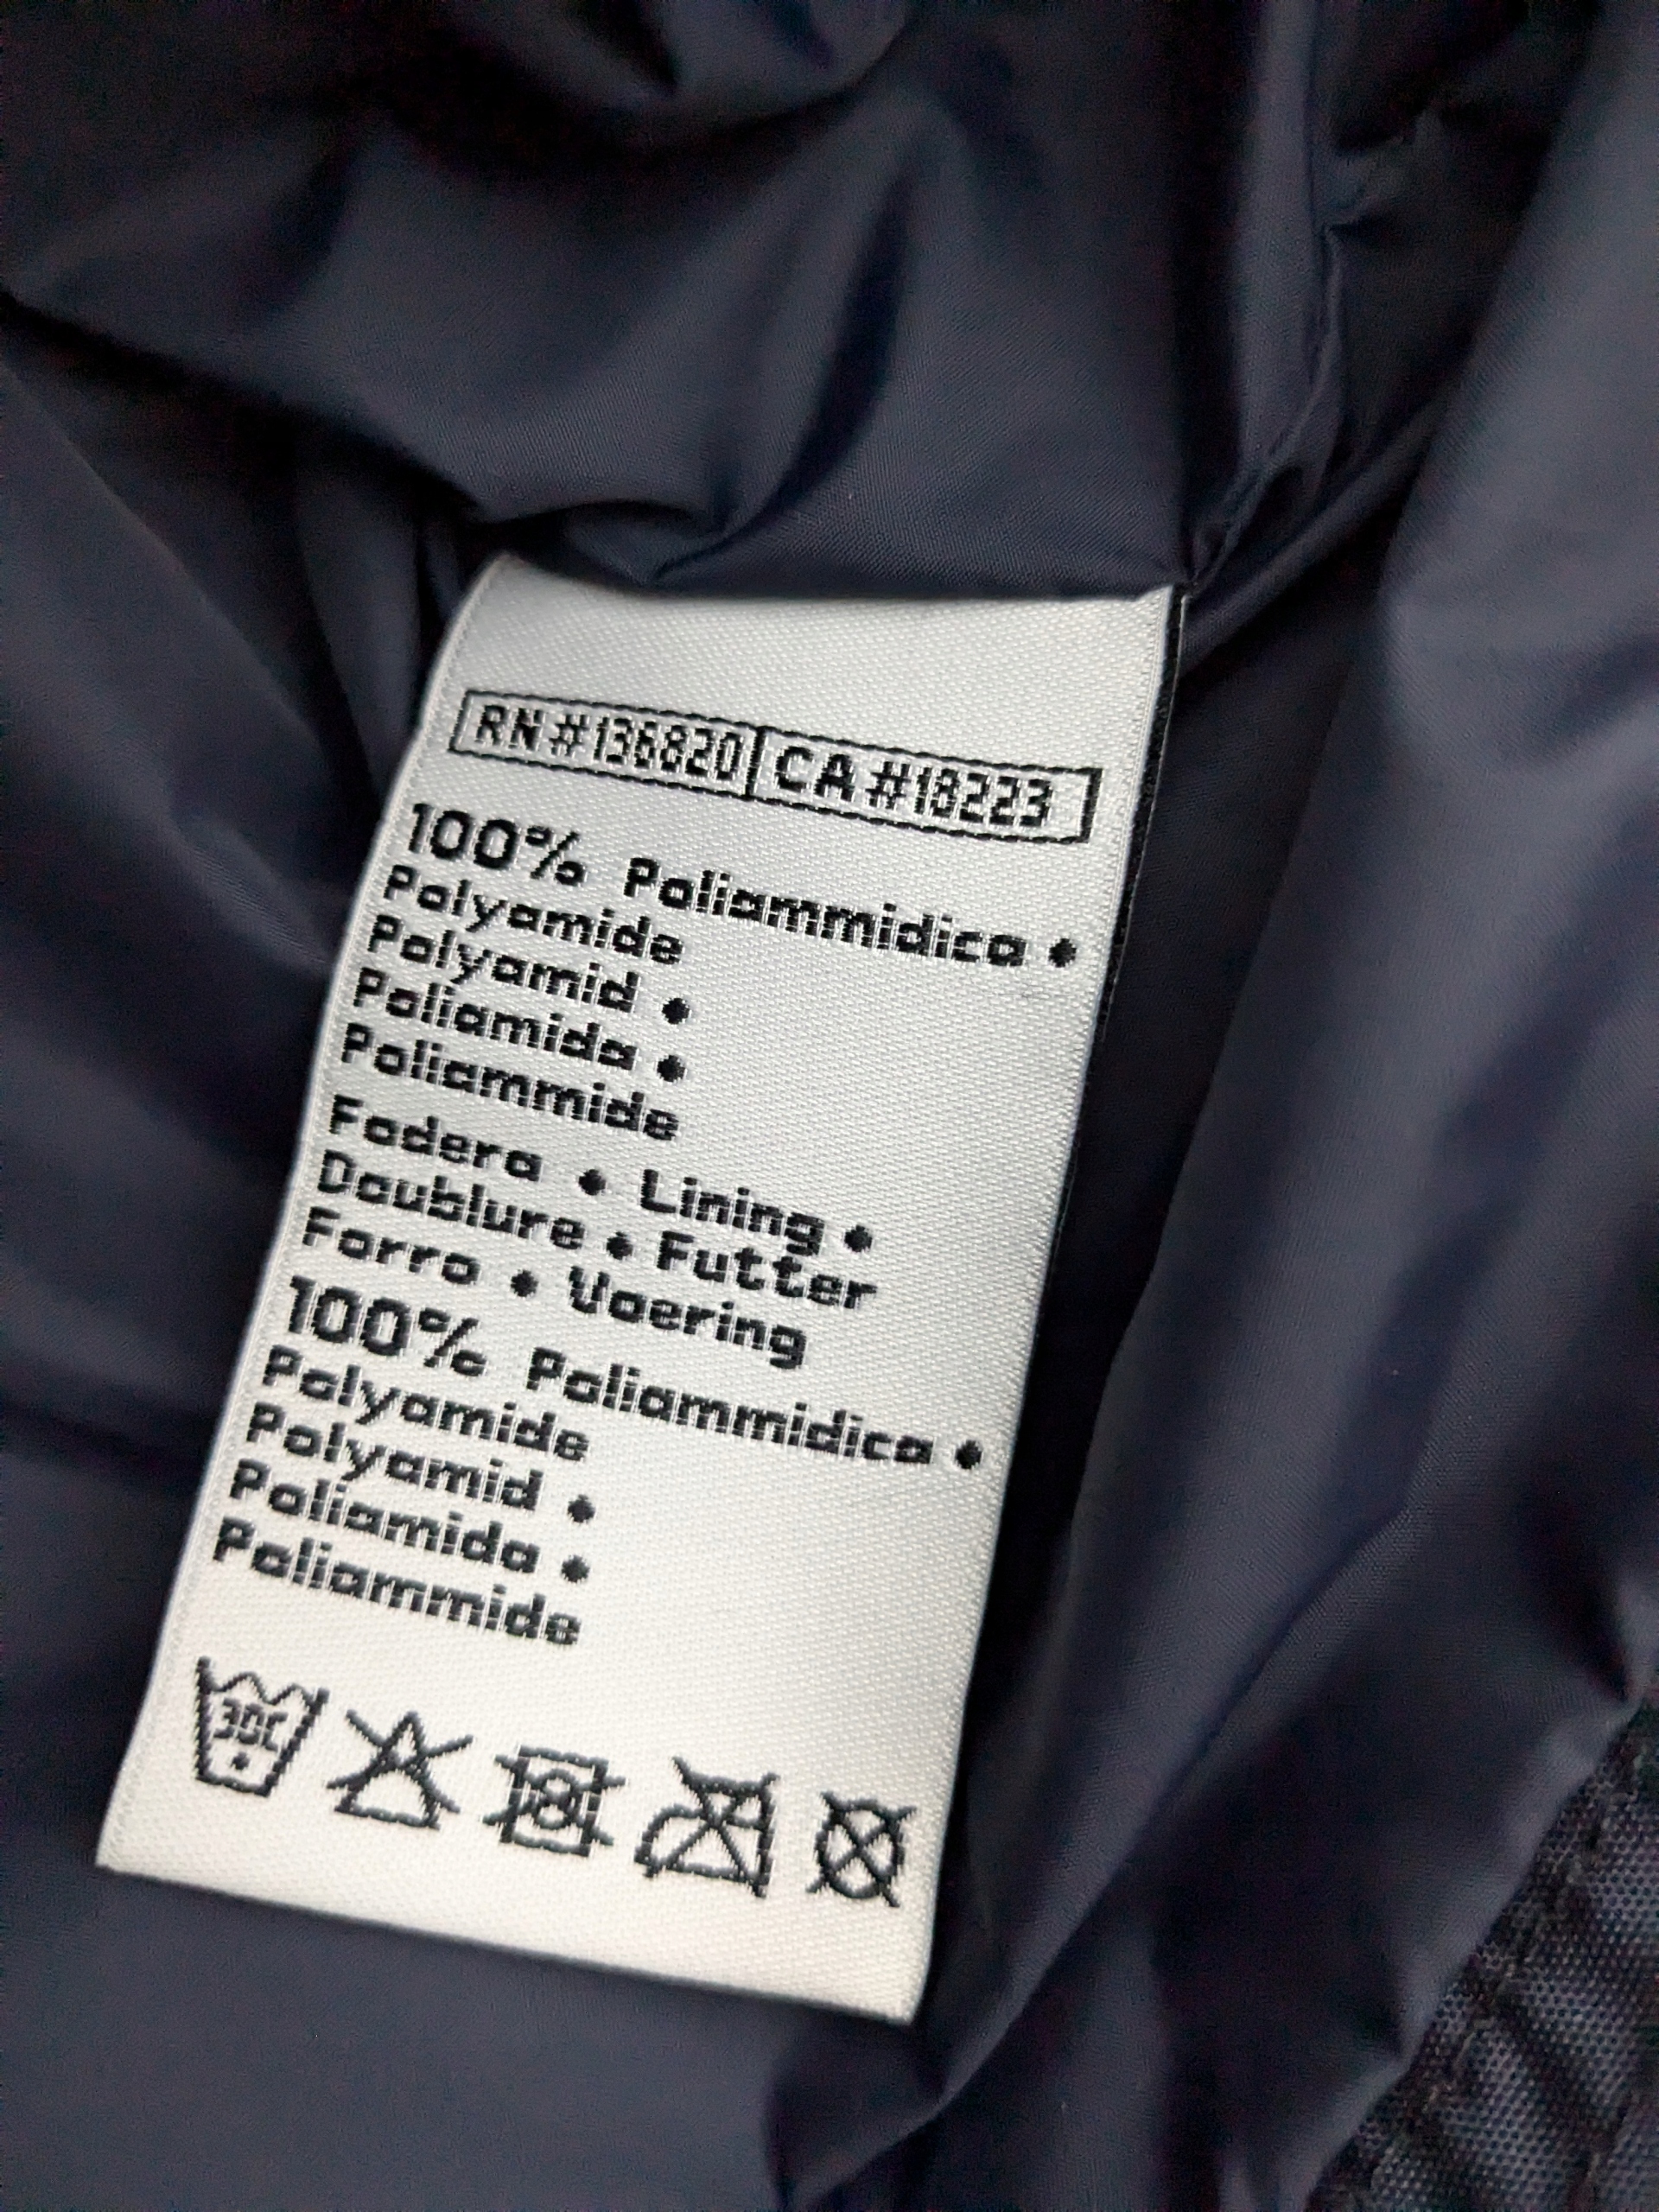 RN #136820 CA #18223
100% Poliammidica •
Polyamide
Polyamid •
Poliamida •
Poliammide
Fodera • Lining •
Doublure • Futter
Forro • Voering
100% Poliammidica •
Polyamide
Polyamid •
Poliamida •
Poliammide
30C